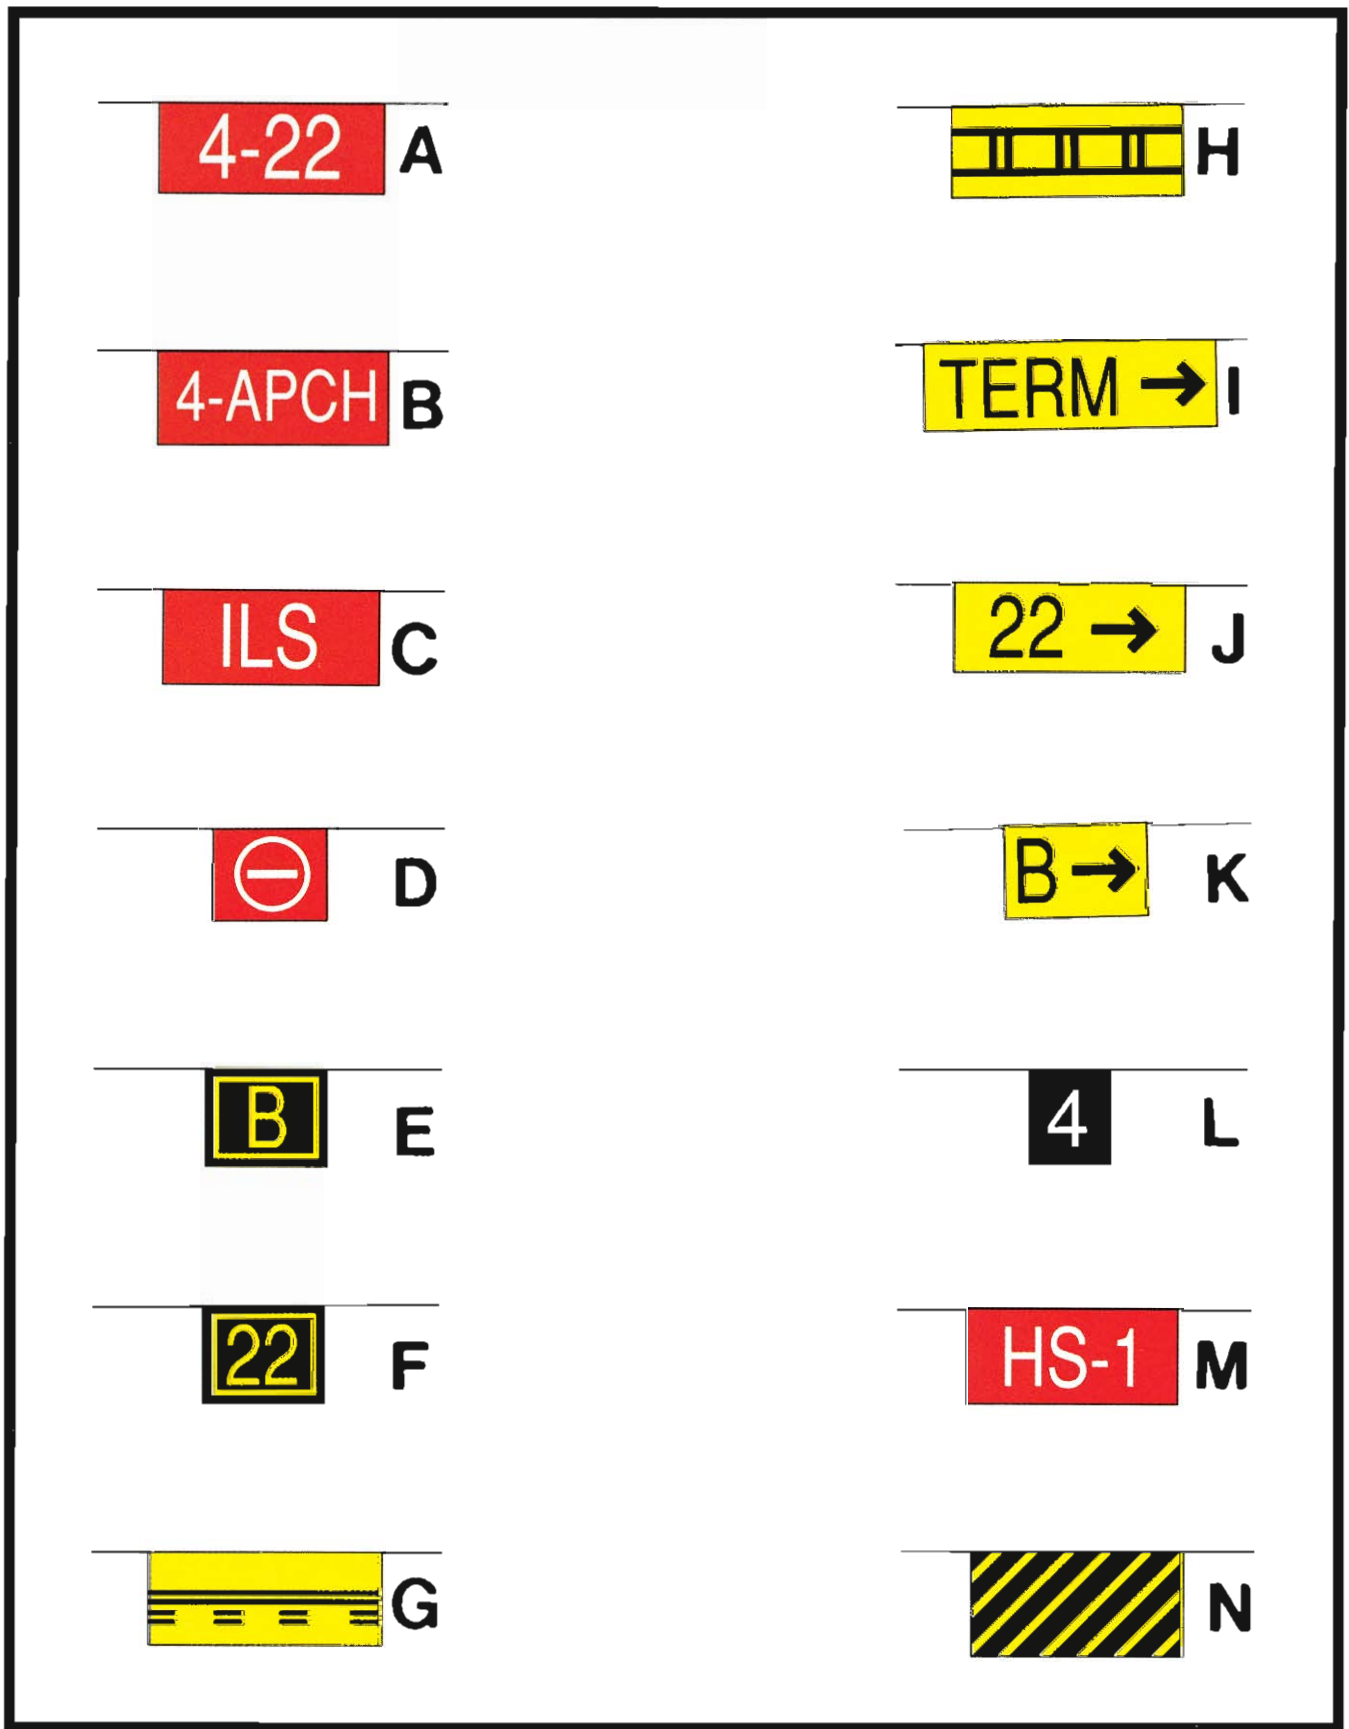 4-22 A
4-APCH B
ILS C
D
B E
22 F
G
H
TERM → I
22 → J
B → K
4 L
HS-1 M
N